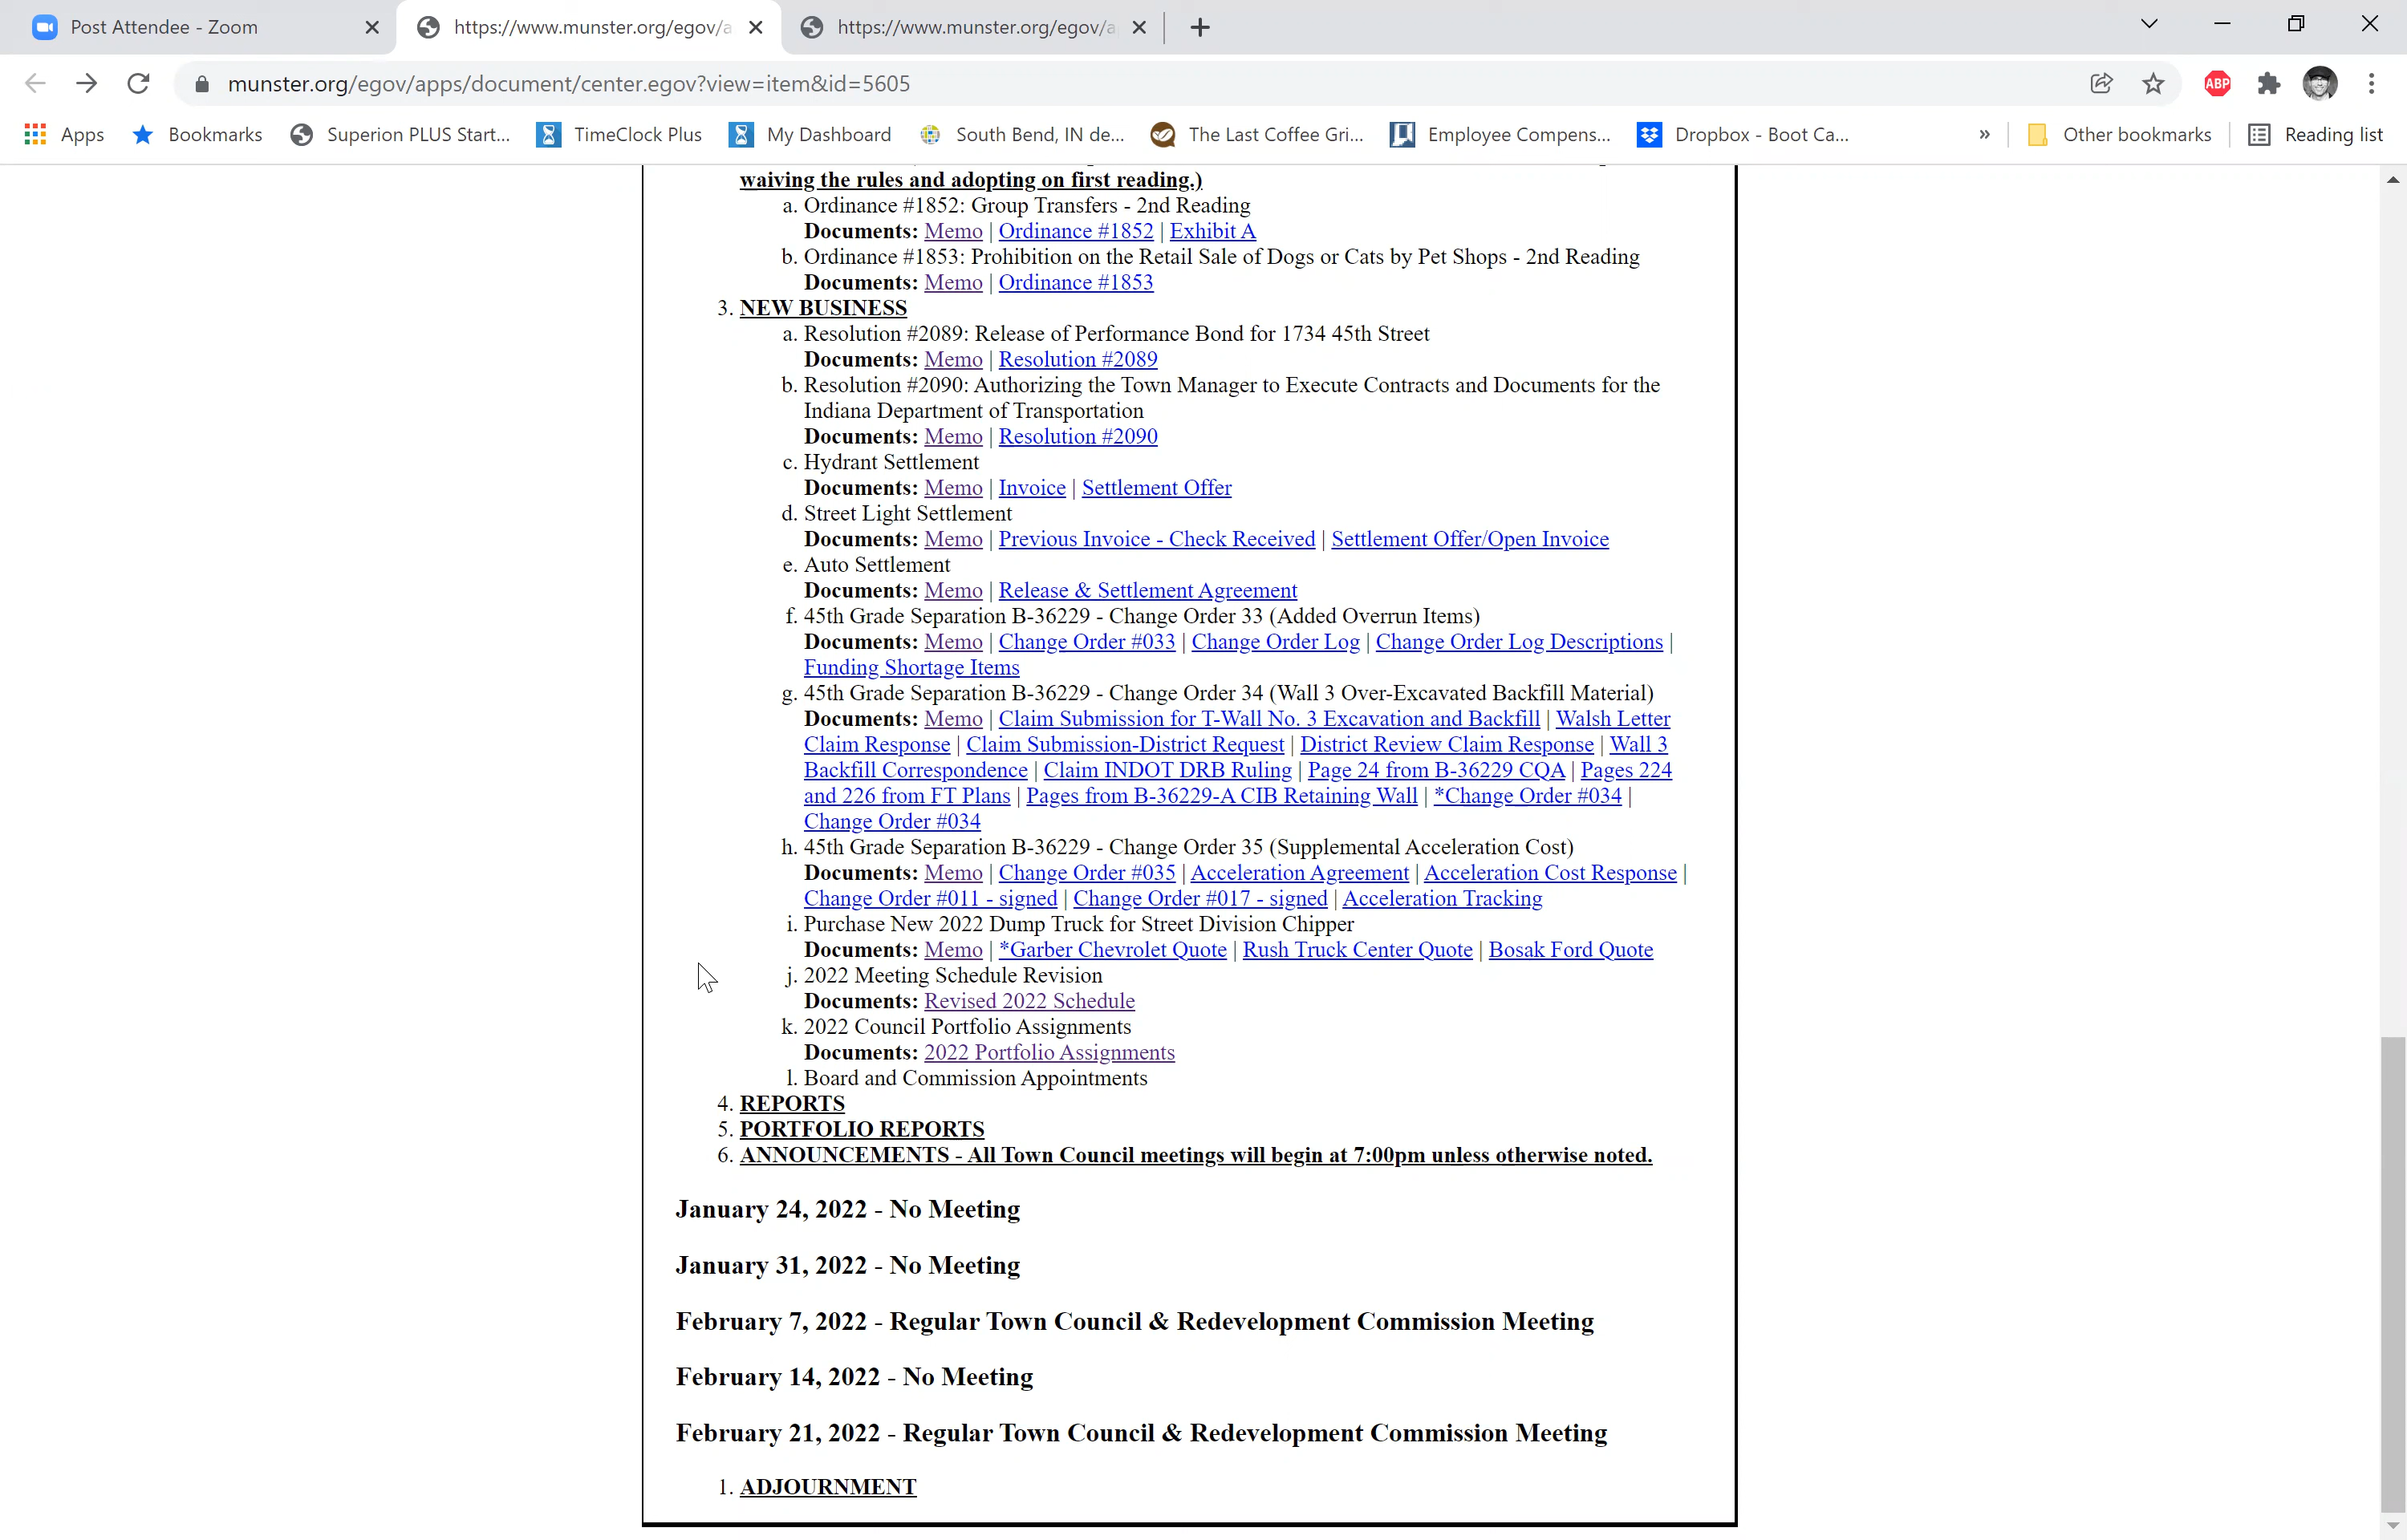 Post Attendee - Zoom
https://www.munster.org/egov/a
https://www.munster.org/egov/a
munster.org/egov/apps/document/center.egov?view=item&id=5605
ABP
Apps
Bookmarks
Superion PLUS Start...
TimeClock Plus
My Dashboard
South Bend, IN de...
The Last Coffee Gri...
Employee Compens...
Dropbox - Boot Ca...
»
Other bookmarks
Reading list
waiving the rules and adopting on first reading.)
a. Ordinance #1852: Group Transfers - 2nd Reading
Documents: Memo | Ordinance #1852 | Exhibit A
b. Ordinance #1853: Prohibition on the Retail Sale of Dogs or Cats by Pet Shops - 2nd Reading
Documents: Memo | Ordinance #1853
3. NEW BUSINESS
a. Resolution #2089: Release of Performance Bond for 1734 45th Street
Documents: Memo | Resolution #2089
b. Resolution #2090: Authorizing the Town Manager to Execute Contracts and Documents for the
Indiana Department of Transportation
Documents: Memo | Resolution #2090
c. Hydrant Settlement
Documents: Memo | Invoice | Settlement Offer
d. Street Light Settlement
Documents: Memo | Previous Invoice - Check Received | Settlement Offer/Open Invoice
e. Auto Settlement
Documents: Memo | Release & Settlement Agreement
f. 45th Grade Separation B-36229 - Change Order 33 (Added Overrun Items)
Documents: Memo | Change Order #033 | Change Order Log | Change Order Log Descriptions |
Funding Shortage Items
g. 45th Grade Separation B-36229 - Change Order 34 (Wall 3 Over-Excavated Backfill Material)
Documents: Memo | Claim Submission for T-Wall No. 3 Excavation and Backfill | Walsh Letter
Claim Response | Claim Submission-District Request | District Review Claim Response | Wall 3
Backfill Correspondence | Claim INDOT DRB Ruling | Page 24 from B-36229 CQA | Pages 224
and 226 from FT Plans | Pages from B-36229-A CIB Retaining Wall | *Change Order #034 |
Change Order #034
h. 45th Grade Separation B-36229 - Change Order 35 (Supplemental Acceleration Cost)
Documents: Memo | Change Order #035 | Acceleration Agreement | Acceleration Cost Response |
Change Order #011 - signed | Change Order #017 - signed | Acceleration Tracking
i. Purchase New 2022 Dump Truck for Street Division Chipper
Documents: Memo | *Garber Chevrolet Quote | Rush Truck Center Quote | Bosak Ford Quote
j. 2022 Meeting Schedule Revision
Documents: Revised 2022 Schedule
k. 2022 Council Portfolio Assignments
Documents: 2022 Portfolio Assignments
l. Board and Commission Appointments
4. REPORTS
5. PORTFOLIO REPORTS
6. ANNOUNCEMENTS - All Town Council meetings will begin at 7:00pm unless otherwise noted.
January 24, 2022 - No Meeting
January 31, 2022 - No Meeting
February 7, 2022 - Regular Town Council & Redevelopment Commission Meeting
February 14, 2022 - No Meeting
February 21, 2022 - Regular Town Council & Redevelopment Commission Meeting
1. ADJOURNMENT